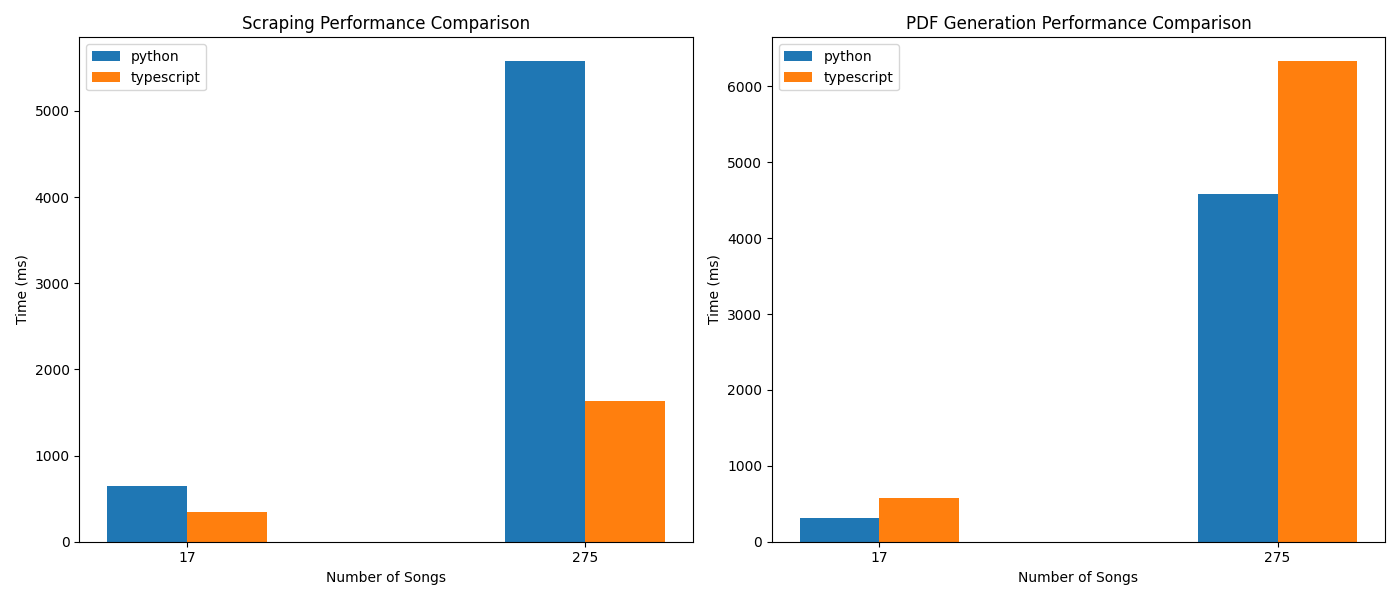 Scraping Performance Comparison
python
typescript
Time (ms)
5000
4000
3000
2000
1000
0
17
275
Number of Songs
PDF Generation Performance Comparison
python
typescript
Time (ms)
6000
5000
4000
3000
2000
1000
0
17
275
Number of Songs